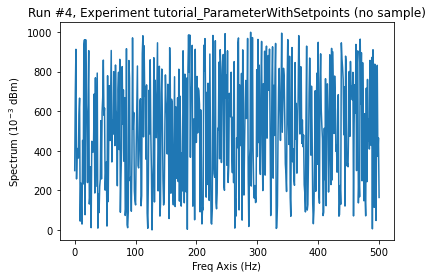 Run #4, Experiment tutorial_ParameterWithSetpoints (no sample)
1000
800
600
400
200
0
Spectrum (10⁻³ dBm)
0 100 200 300 400 500
Freq Axis (Hz)